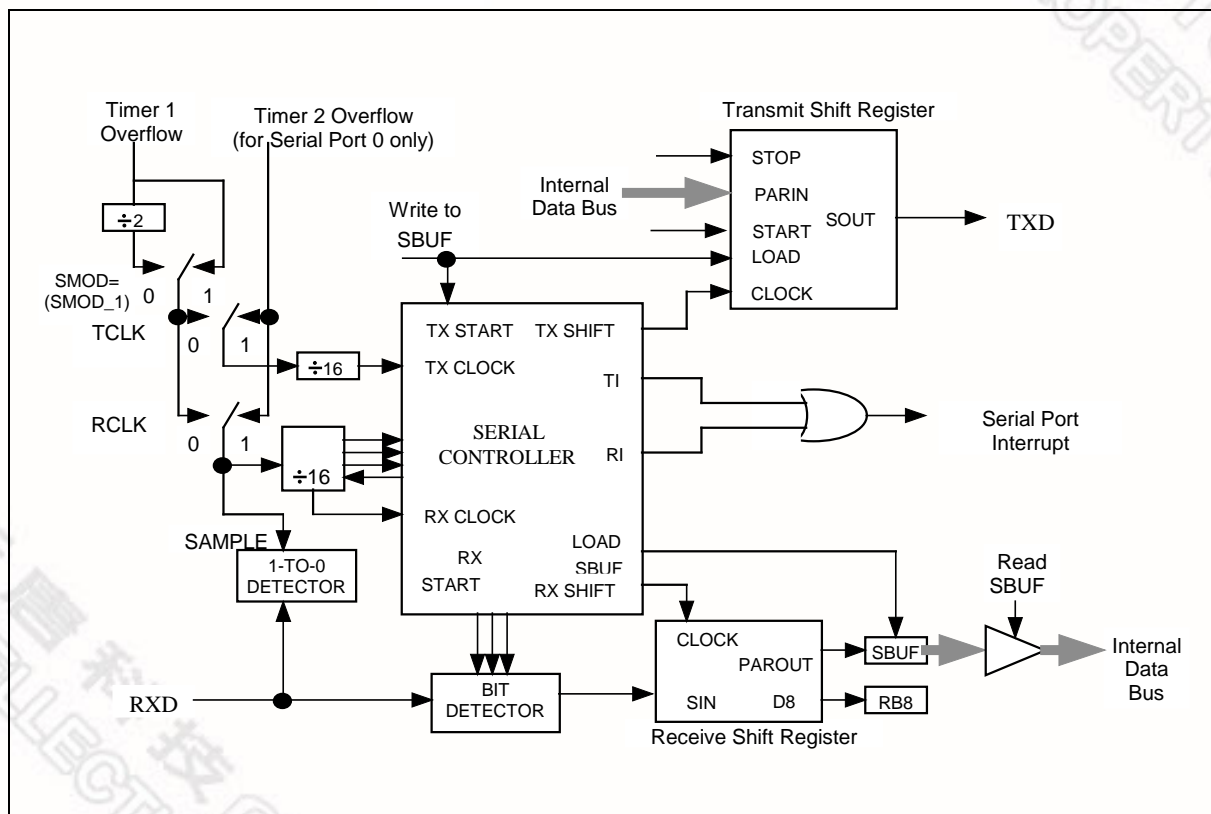 Timer 1
Overflow
Timer 2 Overflow
(for Serial Port 0 only)
÷2
SMOD=
(SMOD_1)
0
1
TCLK
0
1
÷16
RCLK
0
1
÷16
SAMPLE
1-TO-0
DETECTOR
RXD
Write to
SBUF
TX START
TX SHIFT
TX CLOCK
TI
SERIAL
CONTROLLER
RI
RX CLOCK
LOAD
SBUF
RX
START
RX SHIFT
BIT
DETECTOR
Transmit Shift Register
Internal
Data Bus
STOP
PARIN
START
LOAD
CLOCK
SOUT
TXD
Serial Port
Interrupt
CLOCK
PAROUT
SIN
D8
Receive Shift Register
SBUF
RB8
Read
SBUF
Internal
Data
Bus